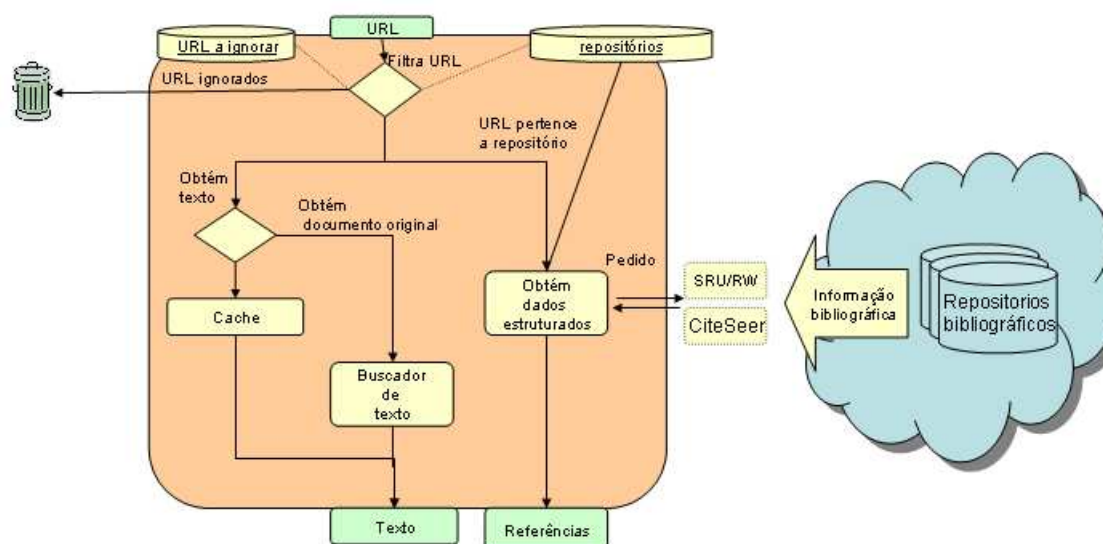 URL
URL a ignorar
repositórios
Filtra URL
URL ignorados
URL pertence
a repositório
Obtém
texto
Obtém
documento original
Pedido
SRU/RW
CiteSeer
Informação
bibliográfica
Repositorios
bibliográficos
Cache
Obtém
dados
estruturados
Buscador
de
texto
Texto
Referências